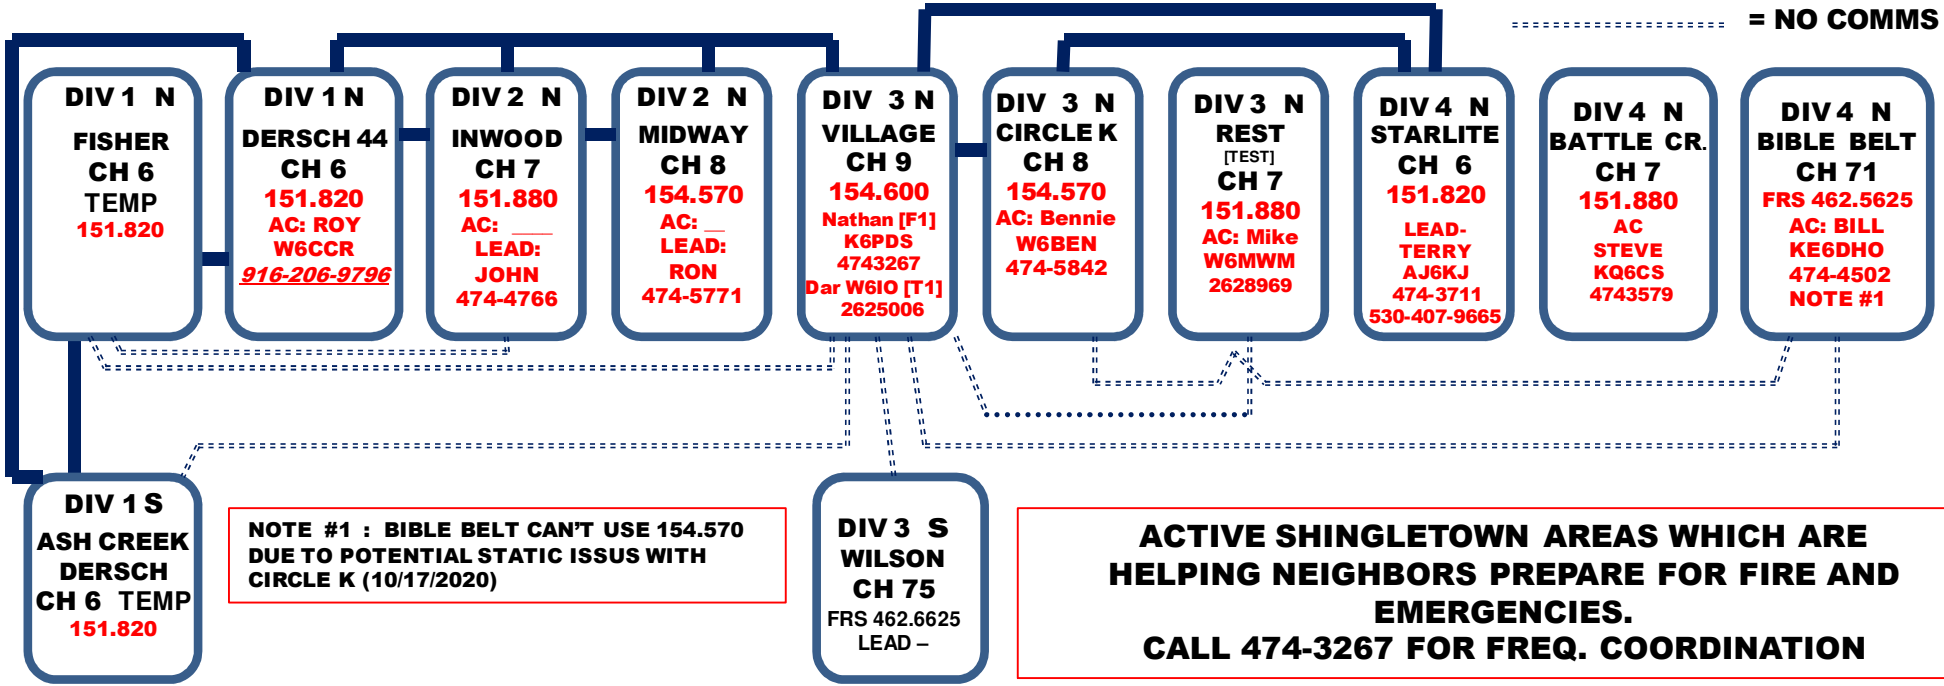 = NO COMMS
DIV 1 N
FISHER
CH 6
TEMP
151.820
DIV 1 N
DERSCH 44
CH 6
151.820
AC: ROY
W6CCR
916-206-9796
DIV 2 N
INWOOD
CH 7
151.880
AC: ____
LEAD:
JOHN
474-4766
DIV 2 N
MIDWAY
CH 8
154.570
AC: __
LEAD:
RON
474-5771
DIV 3 N
VILLAGE
CH 9
154.600
Nathan [F1]
K6PDS
4743267
Dar W6IO [T1]
2625006
DIV 3 N
CIRCLE K
CH 8
154.570
AC: Bennie
W6BEN
474-5842
DIV 3 N
REST
[TEST]
CH 7
151.880
AC: Mike
W6MWM
2628969
DIV 4 N
STARLITE
CH 6
151.820
LEAD-
TERRY
AJ6KJ
474-3711
530-407-9665
DIV 4 N
BATTLE CR.
CH 7
151.880
AC
STEVE
KQ6CS
4743579
DIV 4 N
BIBLE BELT
CH 71
FRS 462.5625
AC: BILL
KE6DHO
474-4502
NOTE #1
DIV 1 S
ASH CREEK
DERSCH
CH 6 TEMP
151.820
NOTE #1 : BIBLE BELT CAN'T USE 154.570
DUE TO POTENTIAL STATIC ISSUS WITH
CIRCLE K (10/17/2020)
DIV 3 S
WILSON
CH 75
FRS 462.6625
LEAD –
ACTIVE SHINGLETOWN AREAS WHICH ARE
HELPING NEIGHBORS PREPARE FOR FIRE AND
EMERGENCIES.
CALL 474-3267 FOR FREQ. COORDINATION